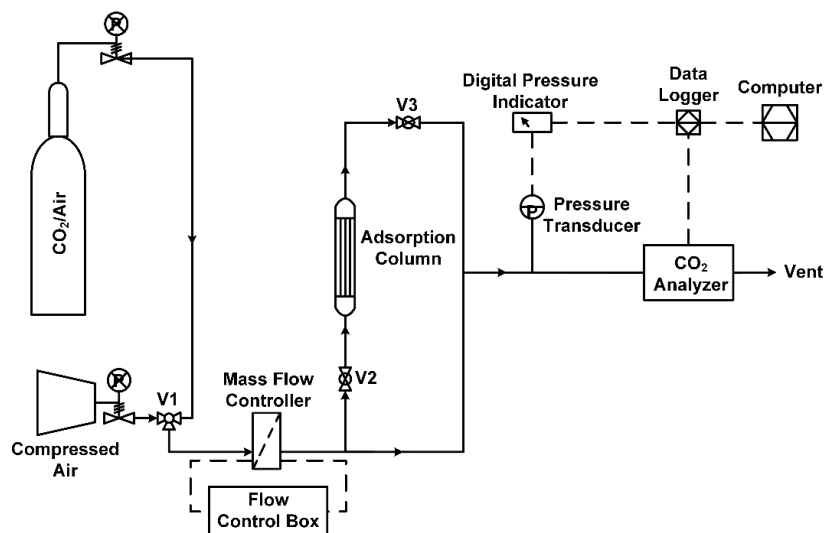 P
CO₂/Air
V3
Digital Pressure
Indicator
Data
Logger
Computer
P
Pressure
Transducer
Adsorption
Column
CO₂
Analyzer
Vent
P
V1
Mass Flow
Controller
V2
Compressed
Air
Flow
Control Box